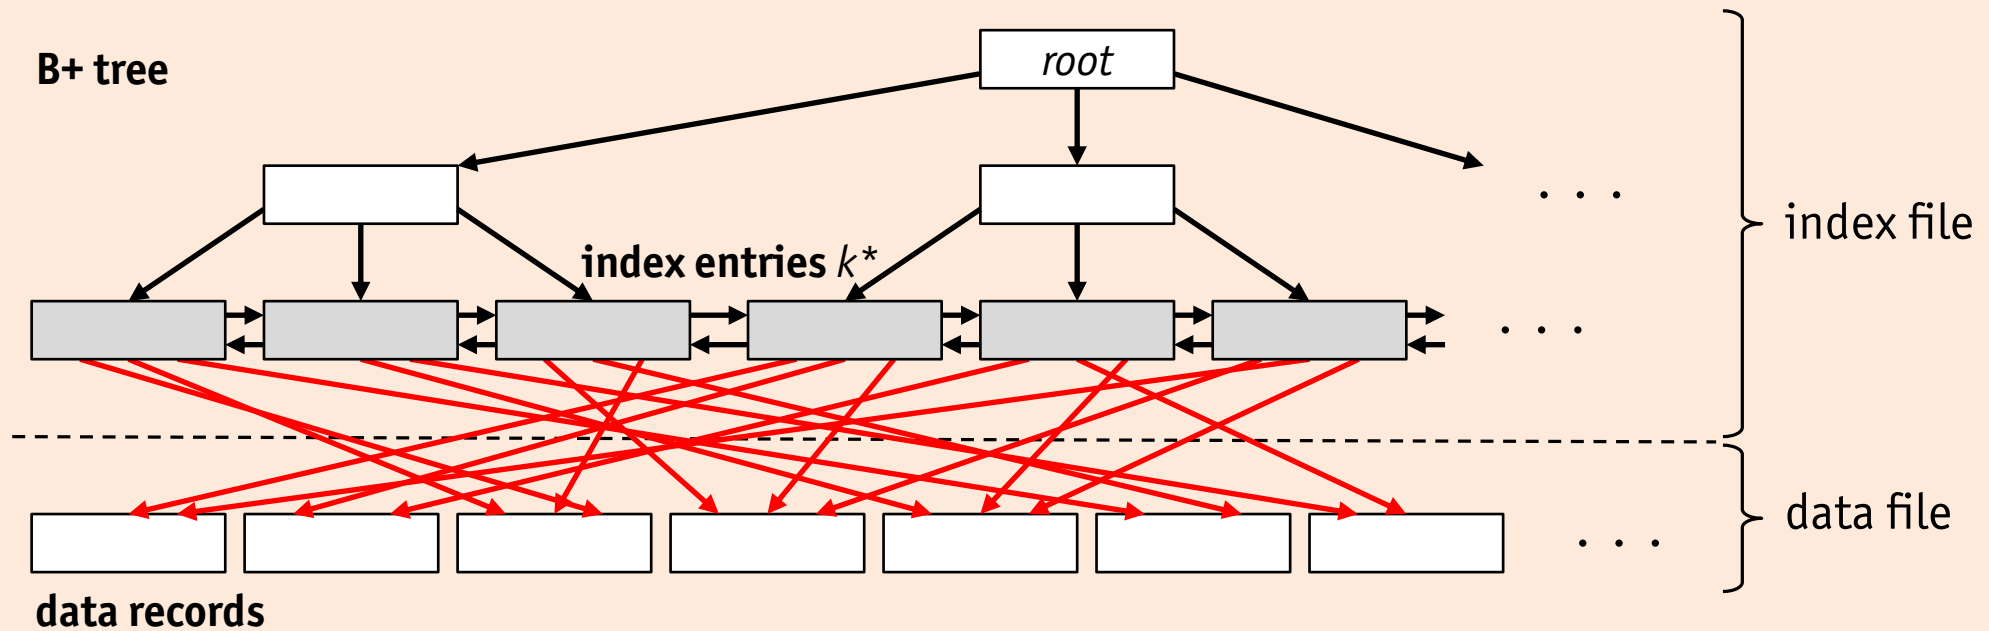 root
B+ tree
. . .
index file
index entries k*
. . .
data file
. . .
data records